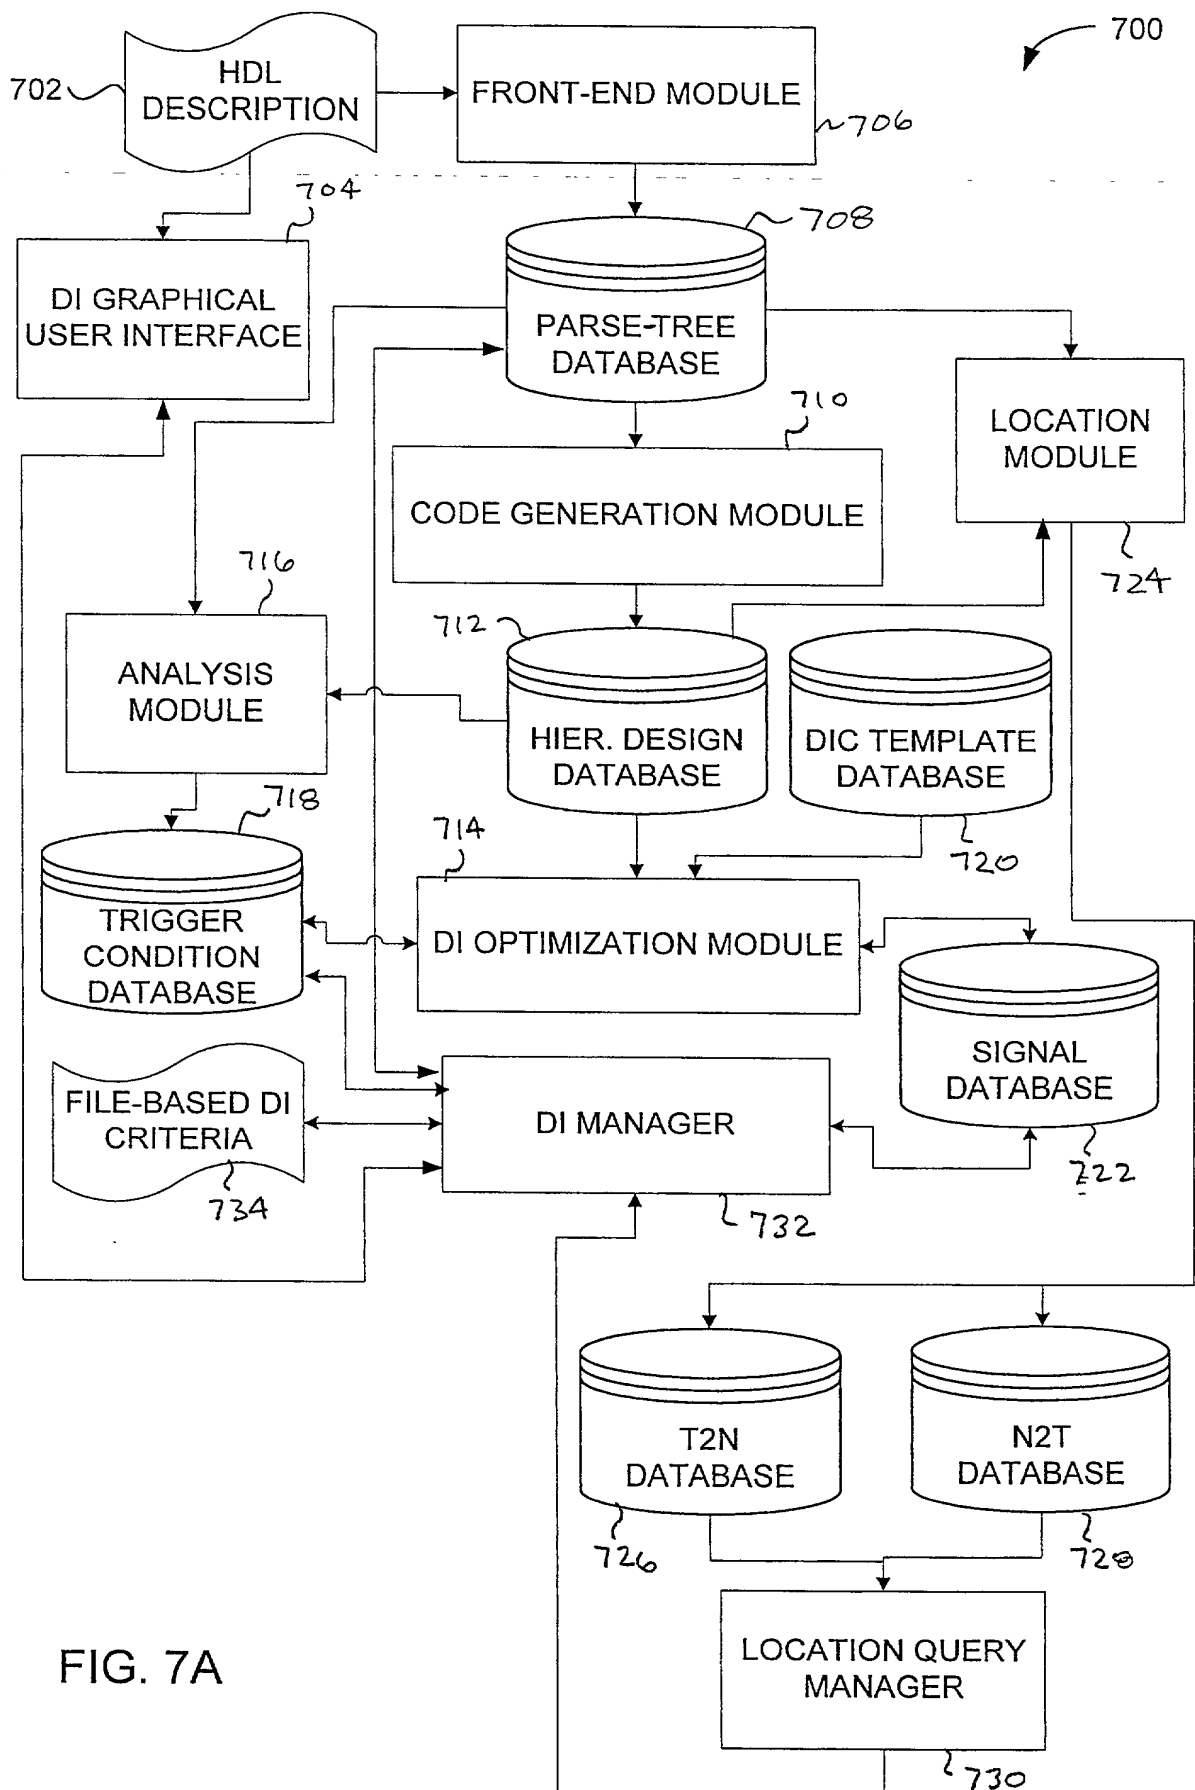 700
HDL
DESCRIPTION
702
FRONT-END MODULE
706
704
708
DI GRAPHICAL
USER INTERFACE
PARSE-TREE
DATABASE
710
LOCATION
MODULE
CODE GENERATION MODULE
716
724
712
ANALYSIS
MODULE
HIER. DESIGN
DATABASE
DIC TEMPLATE
DATABASE
718
714
720
TRIGGER
CONDITION
DATABASE
DI OPTIMIZATION MODULE
SIGNAL
DATABASE
FILE-BASED DI
CRITERIA
DI MANAGER
722
734
732
T2N
DATABASE
N2T
DATABASE
726
728
LOCATION QUERY
MANAGER
FIG. 7A
730